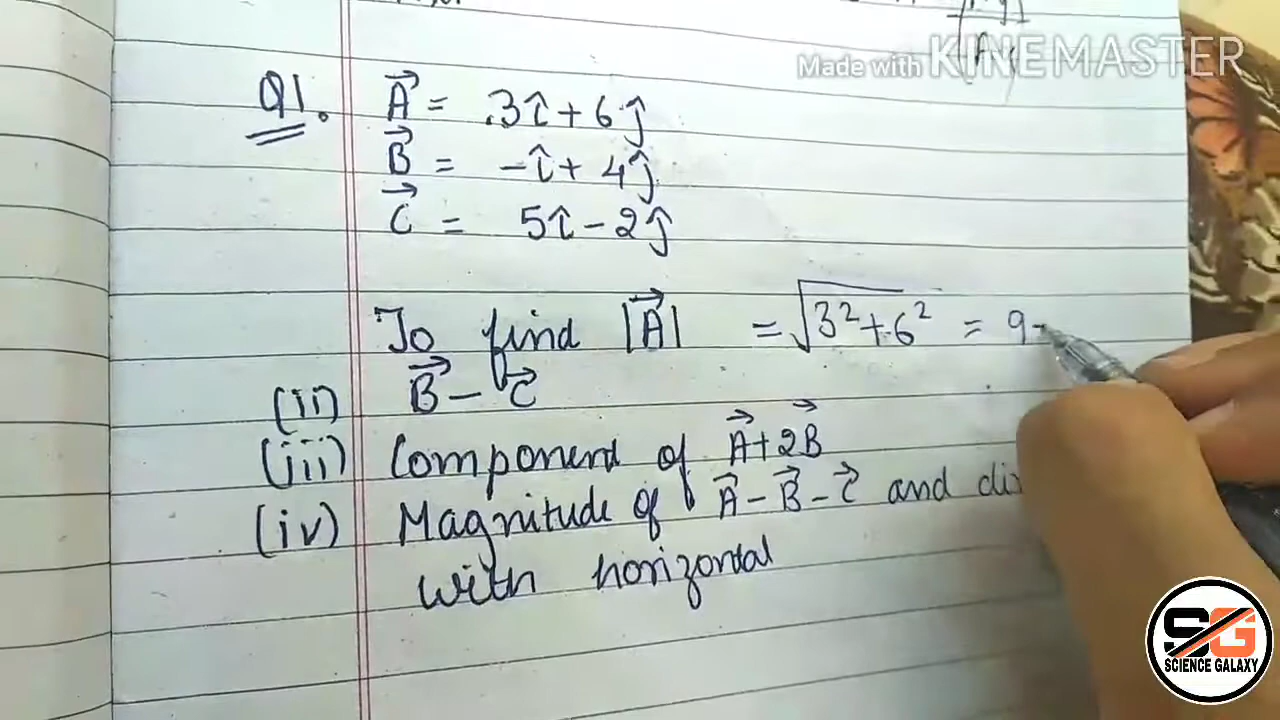 Made with KINEMASTER
Q1. A⃗ = .3î + 6ĵ
B⃗ = -î + 4ĵ
C⃗ = 5î - 2ĵ
To find |A⃗| = √3² + 6² = 9
(ii) B⃗ - C⃗
(iii) Component of A⃗ + 2B⃗
(iv) Magnitude of A⃗ - B⃗ - C⃗ and
with horizontal
SG
SCIENCE GALAXY